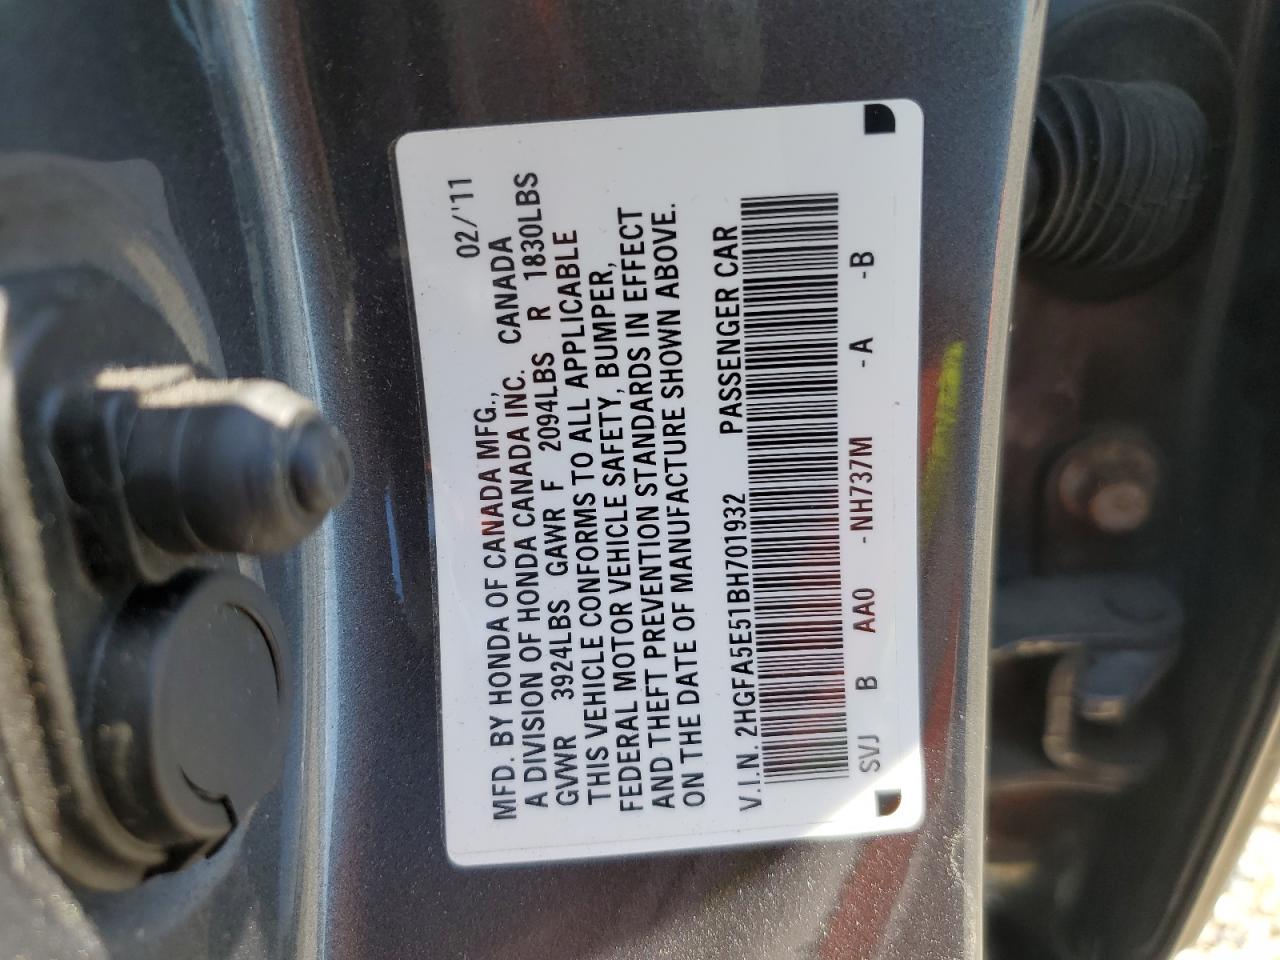 MFD. BY HONDA OF CANADA MFG., 02/'11
A DIVISION OF HONDA CANADA INC. CANADA
GVWR 3924LBS GAWR F 2094LBS R 1830LBS
THIS VEHICLE CONFORMS TO ALL APPLICABLE
FEDERAL MOTOR VEHICLE SAFETY, BUMPER,
AND THEFT PREVENTION STANDARDS IN EFFECT
ON THE DATE OF MANUFACTURE SHOWN ABOVE.
V.I.N. 2HGFA5E51BH701932 PASSENGER CAR
SVJ B AA0 -NH737M -A -B